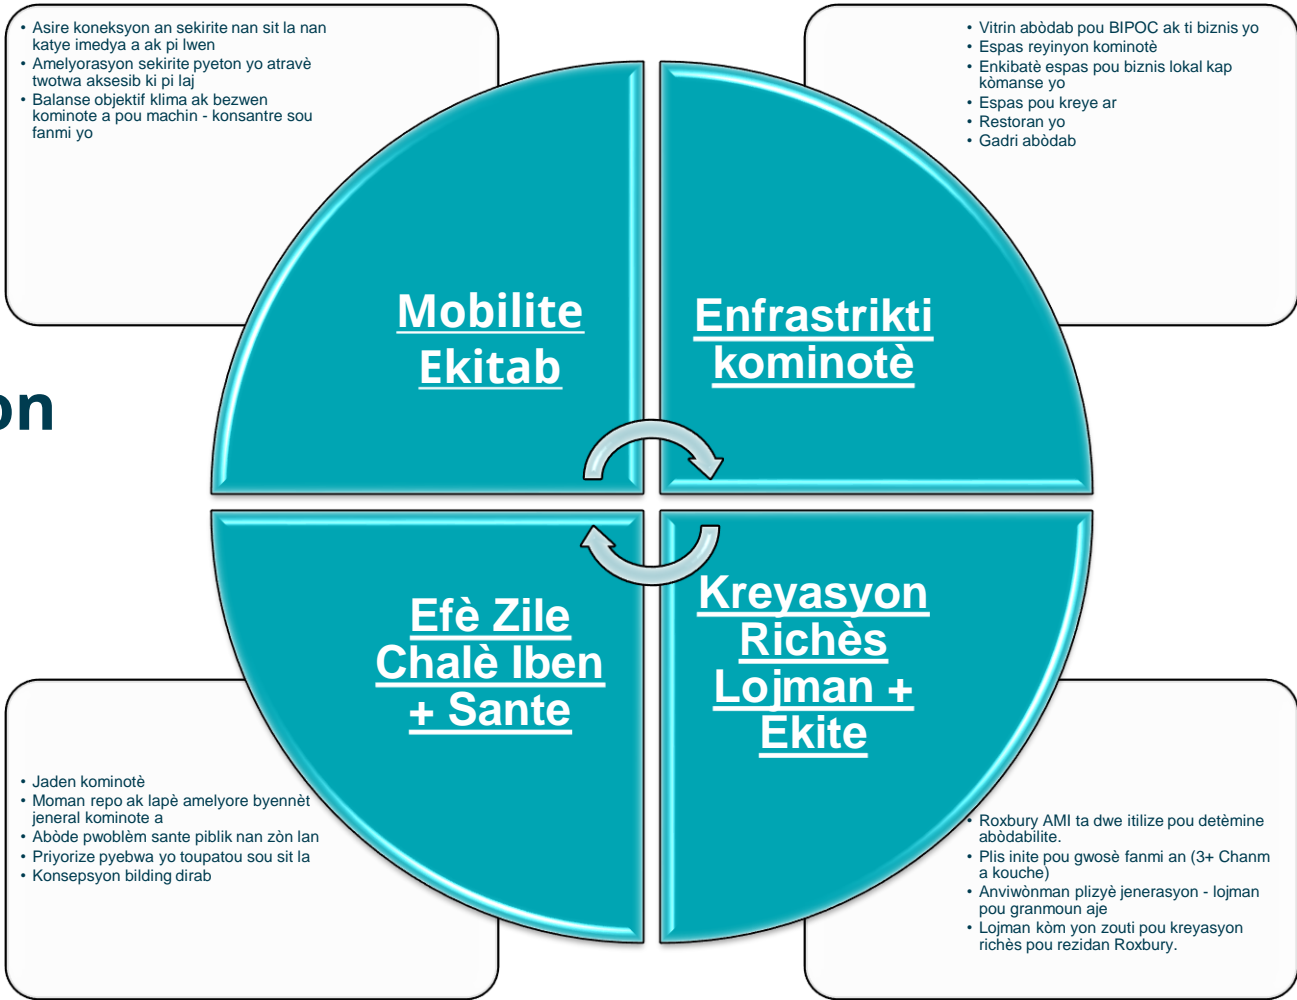 • Asire koneksyon an sekirite nan sit la nan
katye imedya a ak pi lwen
• Amelyorasyon sekirite pyeton yo atravè
twotwa aksesib ki pi laj
• Balanse objektif klima ak bezwen
kominote a pou machin - konsantre sou
fanmi yo
• Vitrin abòdab pou BIPOC ak ti biznis yo
• Espas reyinyon kominotè
• Enkibatè espas pou biznis lokal kap
kòmanse yo
• Espas pou kreye ar
• Restoran yo
• Gadri abòdab
Mobilite
Ekitab
Enfrastrikti
kominotè
on
Efè Zile
Chalè Iben
+ Sante
Kreyasyon
Richès
Lojman +
Ekite
• Jaden kominotè
• Moman repo ak lapè amelyore byennèt
jeneral kominote a
• Abòde pwoblèm sante piblik nan zòn lan
• Priyorize pyebwa yo toupatou sou sit la
• Konsepsyon bilding dirab
• Roxbury AMI ta dwe itilize pou detèmine
abòdabilite.
• Plis inite pou gwosè fanmi an (3+ Chanm
a kouche)
• Anviwònman plizyè jenerasyon - lojman
pou granmoun aje
• Lojman kòm yon zouti pou kreyasyon
richès pou rezidan Roxbury.